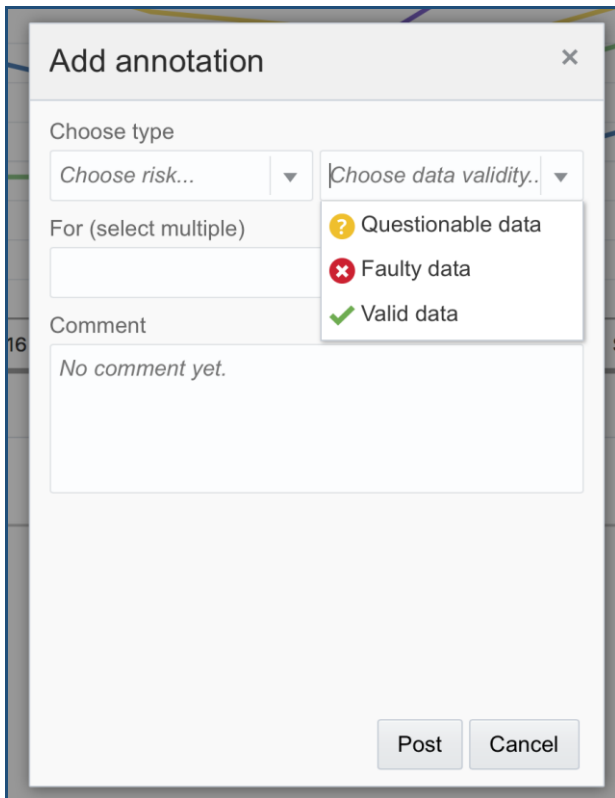 Add annotation ×
Choose type
Choose risk... Choose data validity..
? Questionable data
For (select multiple)
Faulty data
Valid data
Comment
16
No comment yet.
Post Cancel